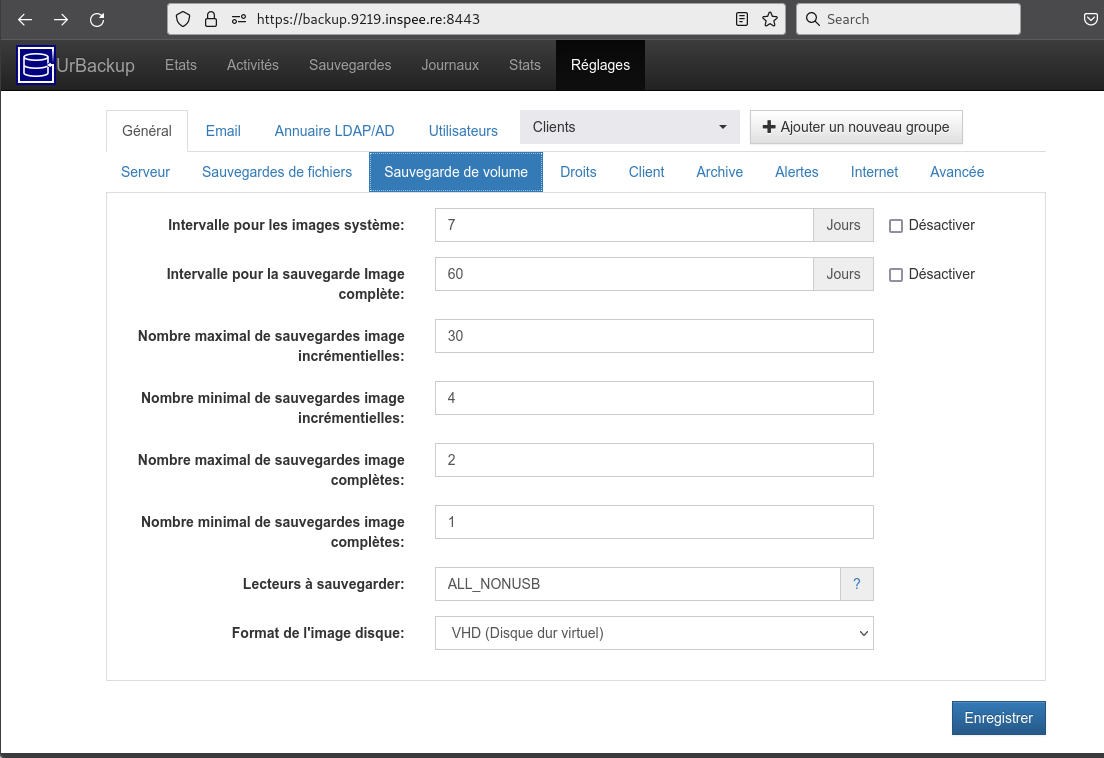 https://backup.9219.inspee.re:8443
Search
UrBackup
Etats
Activités
Sauvegardes
Journaux
Stats
Réglages
Général
Email
Annuaire LDAP/AD
Utilisateurs
Clients
Ajouter un nouveau groupe
Serveur
Sauvegardes de fichiers
Sauvegarde de volume
Droits
Client
Archive
Alertes
Internet
Avancée
Intervalle pour les images système:
7
Jours
Désactiver
Intervalle pour la sauvegarde Image
complète:
60
Jours
Désactiver
Nombre maximal de sauvegardes image
incrémentielles:
30
Nombre minimal de sauvegardes image
incrémentielles:
4
Nombre maximal de sauvegardes image
complètes:
2
Nombre minimal de sauvegardes image
complètes:
1
Lecteurs à sauvegarder:
ALL_NONUSB
?
Format de l'image disque:
VHD (Disque dur virtuel)
Enregistrer